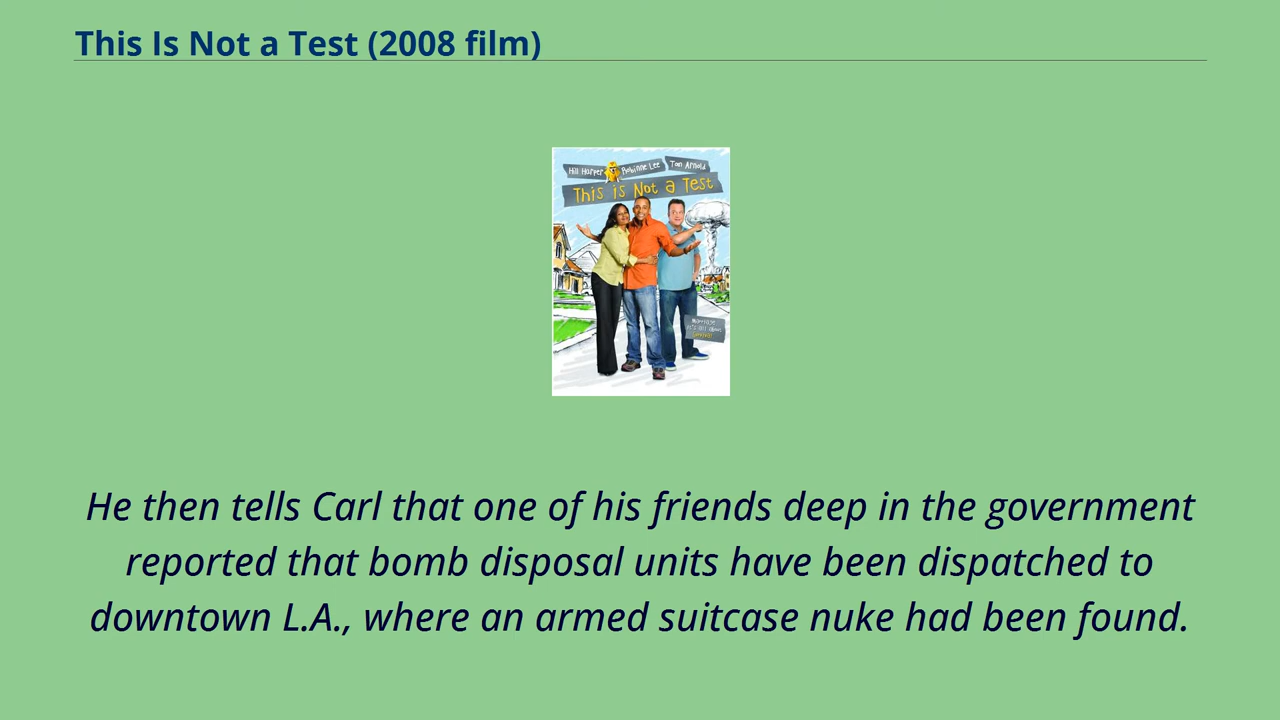 This Is Not a Test (2008 film)
Hill Harper Robinne Lee Tom Arnold
This is Not a Test
He then tells Carl that one of his friends deep in the government
reported that bomb disposal units have been dispatched to
downtown L.A., where an armed suitcase nuke had been found.